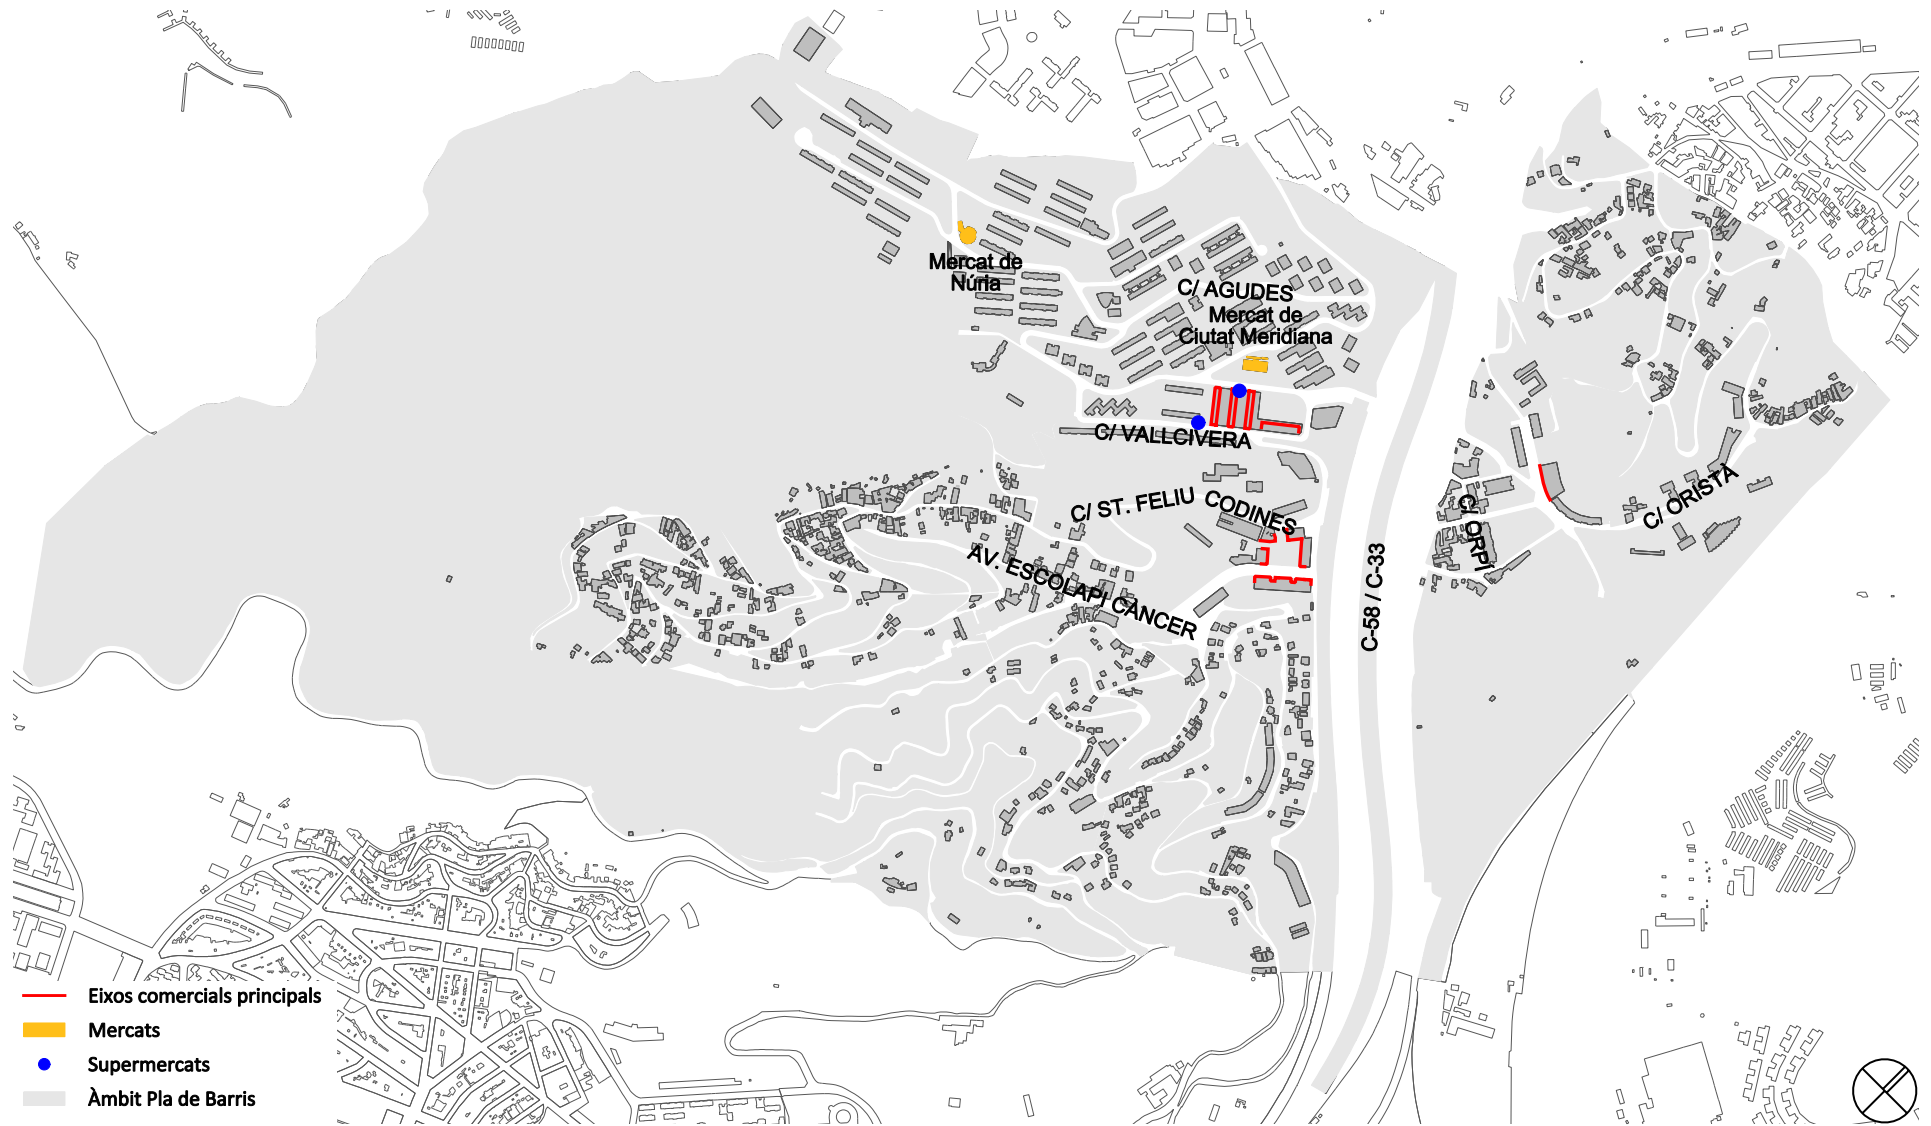 Mercat de
Núria
C/ AGUDES
Mercat de
Ciutat Meridiana
C/ VALLCIVERA
C/ ST. FELIU CODINES
AV. ESCOLAPI CÀNCER
C-58 / C-33
C/ ORPÍ
C/ ORISTÀ
Eixos comercials principals
Mercats
Supermercats
Àmbit Pla de Barris